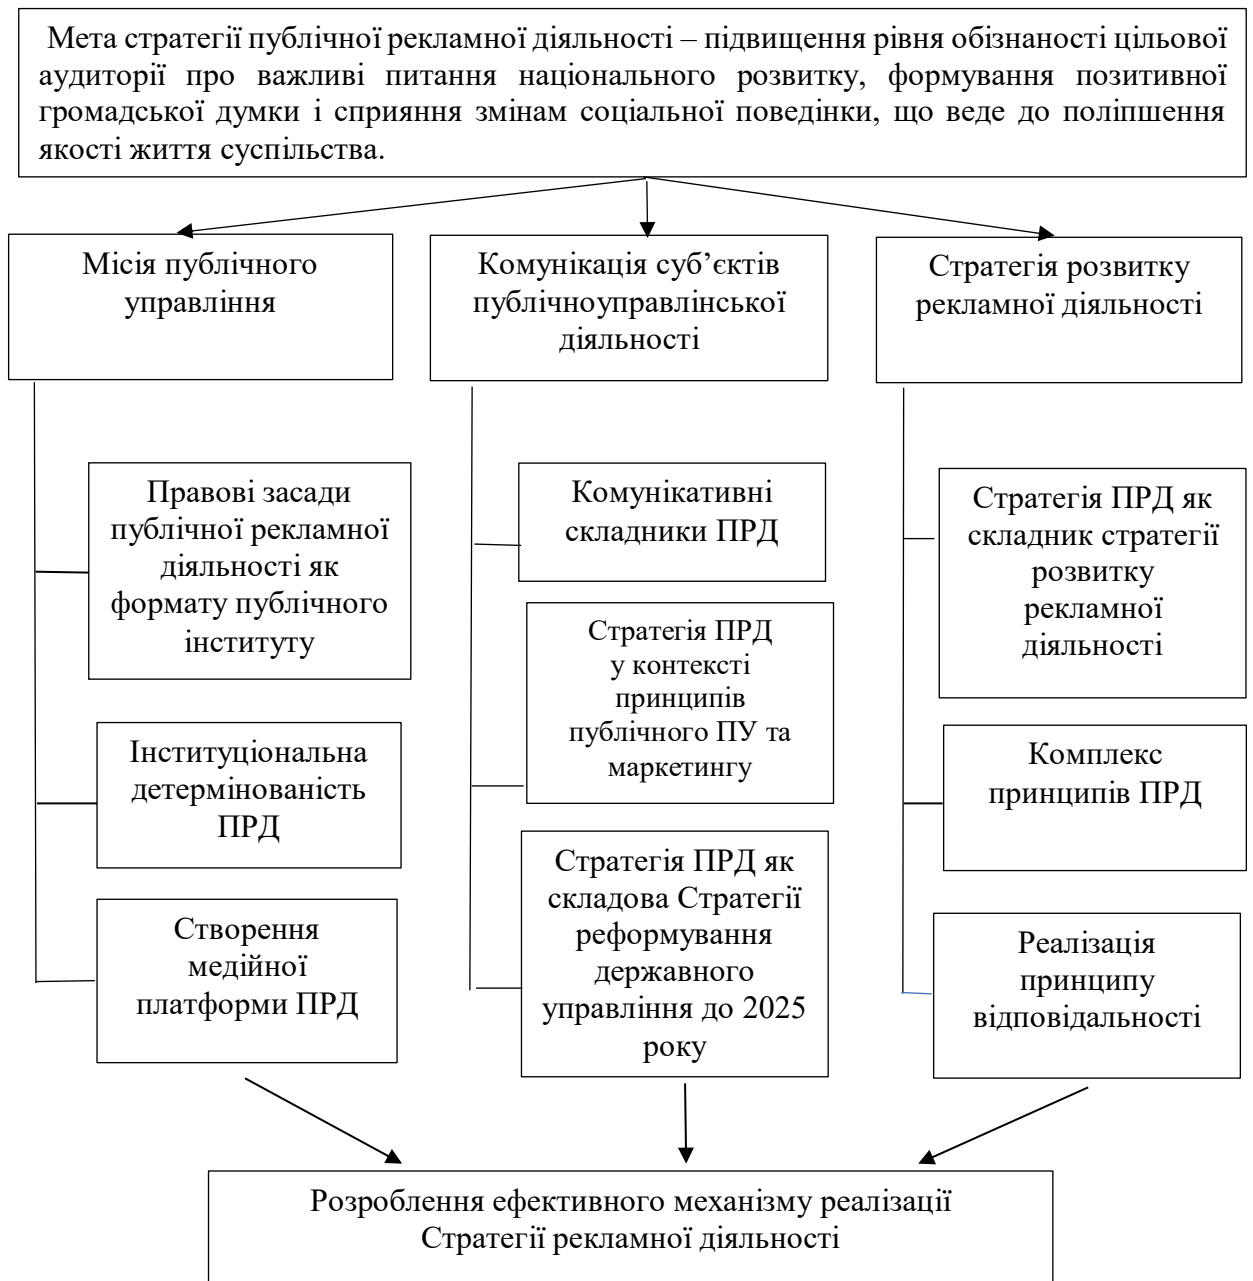 Мета стратегії публічної рекламної діяльності – підвищення рівня обізнаності цільової
аудиторії про важливі питання національного розвитку, формування позитивної
громадської думки і сприяння змінам соціальної поведінки, що веде до поліпшення
якості життя суспільства.
Місія публічного
управління
Комунікація суб’єктів
публічноуправлінської
діяльності
Стратегія розвитку
рекламної діяльності
Правові засади
публічної рекламної
діяльності як
формату публічного
інституту
Інституціональна
детермінованість
ПРД
Створення
медійної
платформи ПРД
Комунікативні
складники ПРД
Стратегія ПРД
у контексті
принципів
публічного ПУ та
маркетингу
Стратегія ПРД як
складова Стратегії
реформування
державного
управління до 2025
року
Стратегія ПРД як
складник стратегії
розвитку
рекламної
діяльності
Комплекс
принципів ПРД
Реалізація
принципу
відповідальності
Розроблення ефективного механізму реалізації
Стратегії рекламної діяльності